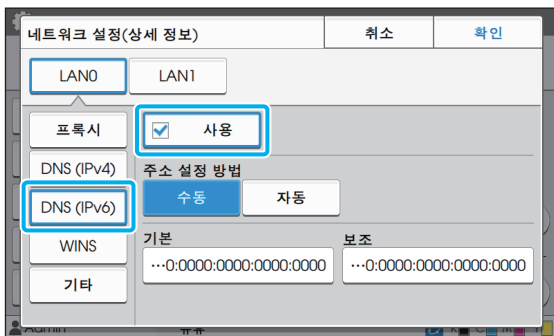 네트워크 설정(상세 정보)
취소
확인
LAN0
LAN1
프록시
사용
DNS (IPv4)
주소 설정 방법
DNS (IPv6)
수동
자동
WINS
기본
보조
···0:0000:0000:0000:0000
···0:0000:0000:0000:0000
기타
Admin